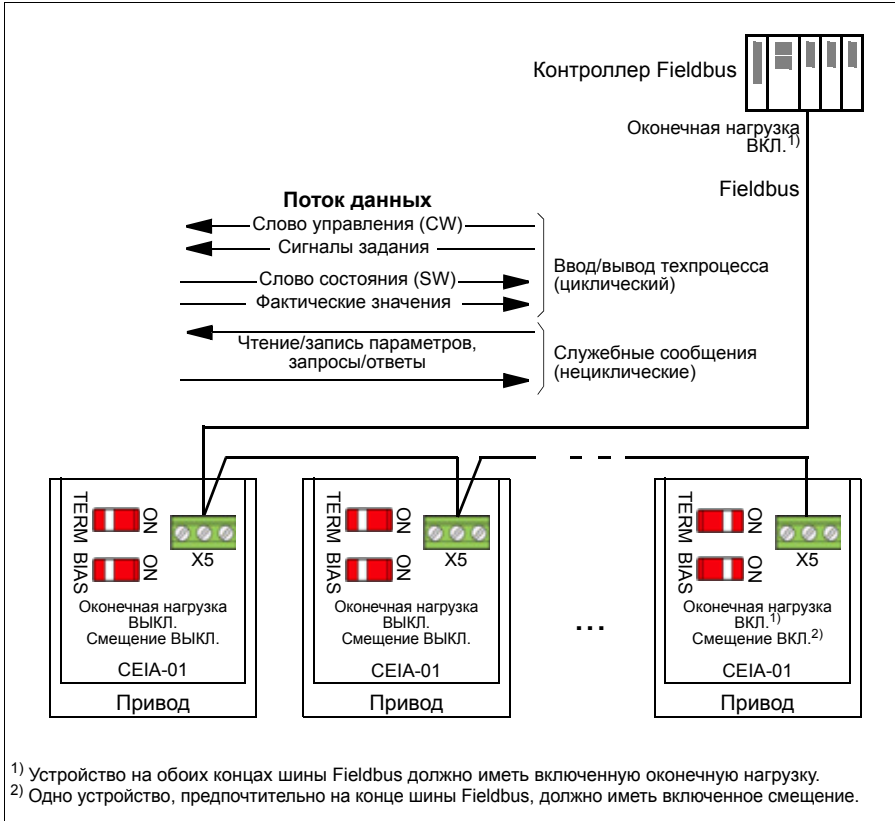 Контроллер Fieldbus
Оконечная нагрузка
ВКЛ.1)
Fieldbus
Поток данных
Слово управления (CW)
Сигналы задания
Слово состояния (SW)
Фактические значения
Ввод/вывод техпроцесса
(циклический)
Чтение/запись параметров,
запросы/ответы
Служебные сообщения
(нециклические)
TERM
ON
BIAS
ON
X5
Оконечная нагрузка
ВЫКЛ.
Смещение ВЫКЛ.
CEIA-01
Привод
TERM
ON
BIAS
ON
X5
Оконечная нагрузка
ВЫКЛ.
Смещение ВЫКЛ.
CEIA-01
Привод
...
TERM
ON
BIAS
ON
X5
Оконечная нагрузка
ВКЛ.1)
Смещение ВКЛ.2)
CEIA-01
Привод
1) Устройство на обоих концах шины Fieldbus должно иметь включенную оконечную нагрузку.
2) Одно устройство, предпочтительно на конце шины Fieldbus, должно иметь включенное смещение.